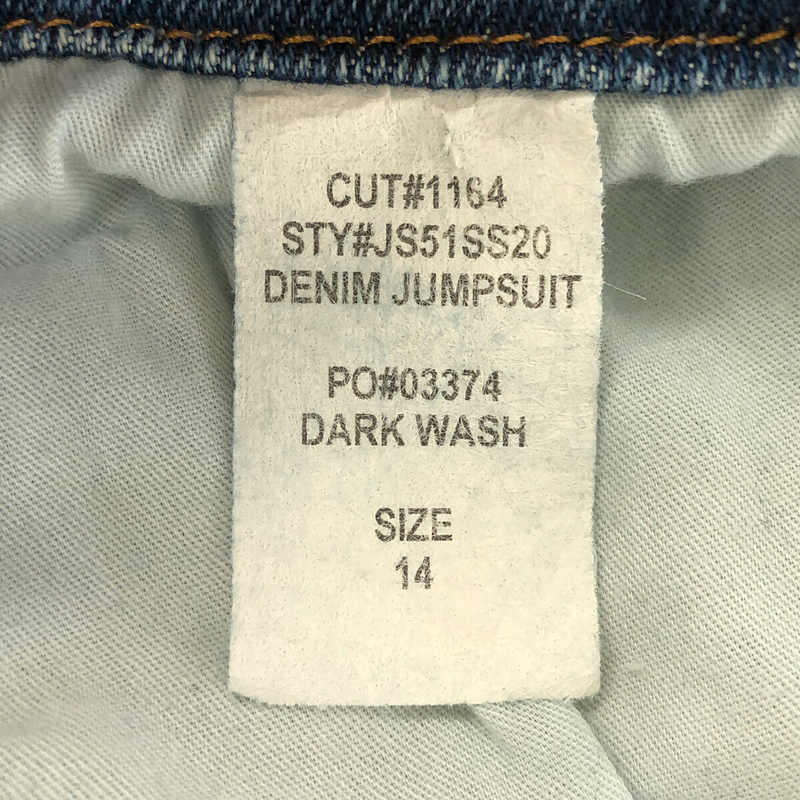 CUT#1164
STY#JS51SS20
DENIM JUMPSUIT
PO#03374
DARK WASH
SIZE
14